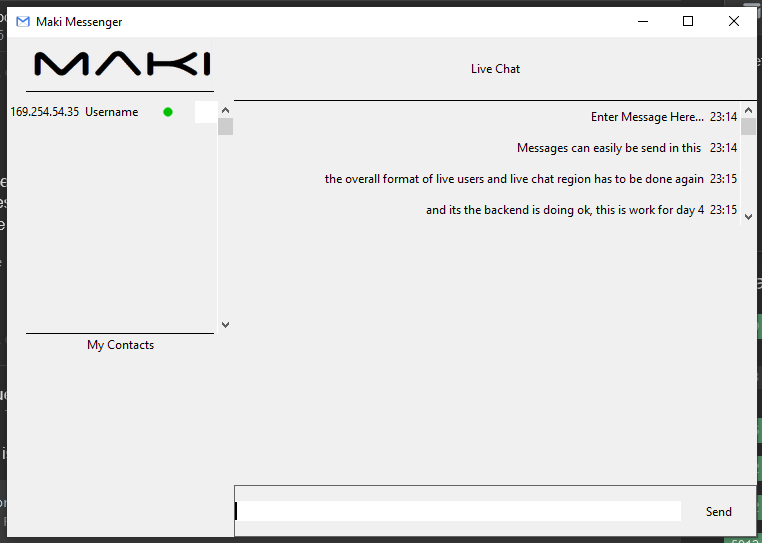 Maki Messenger
MAKI
Live Chat
169.254.54.35 Username
Enter Message Here... 23:14
Messages can easily be send in this 23:14
the overall format of live users and live chat region has to be done again 23:15
and its the backend is doing ok, this is work for day 4 23:15
My Contacts
Send